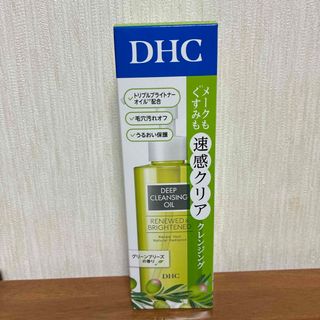 DHC
トリプルブライトナー
オイル配合
毛穴汚れオフ
うるおい保護
メークも
くすみも
速感クリア
クレンジング
DEEP
CLEANSING
OIL
RENEWED &
BRIGHTENED
グリーンブリーズ
の香り
DHC